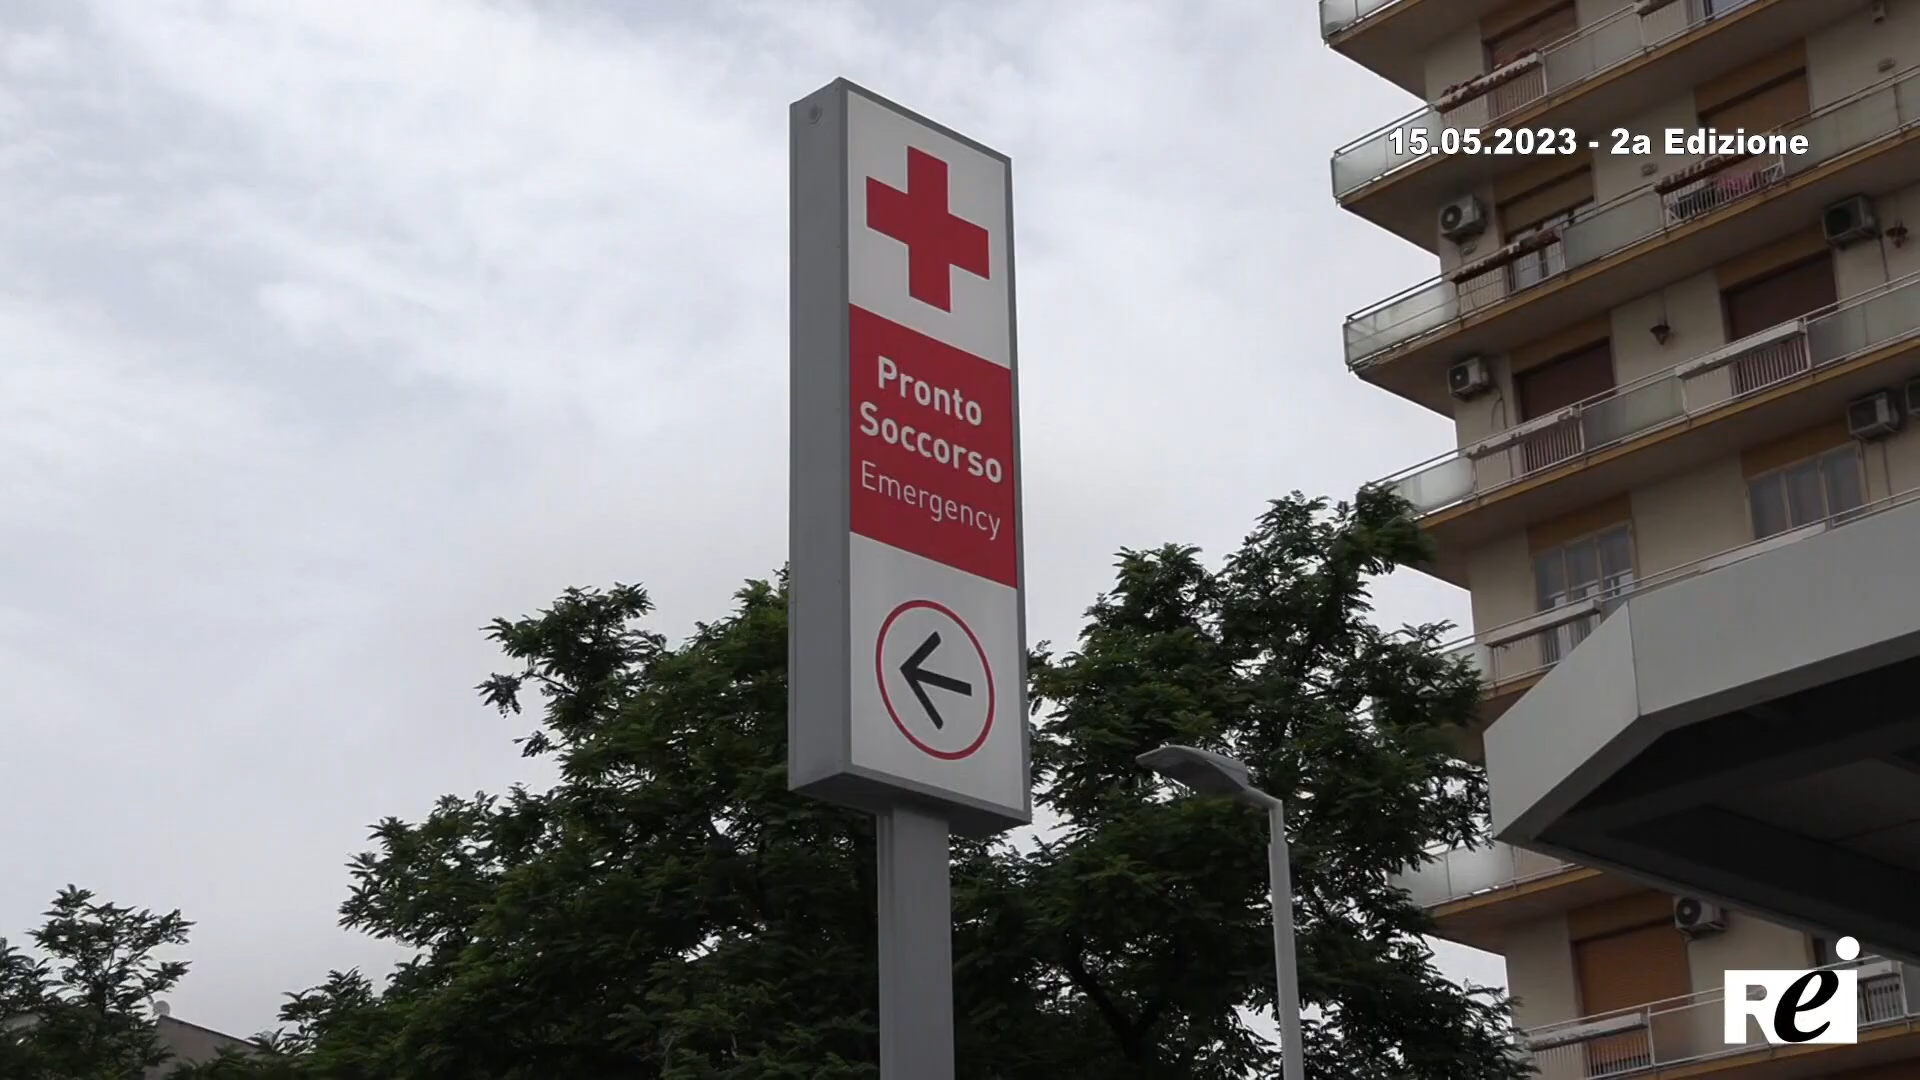 15.05.2023 - 2a Edizione
Pronto
Soccorso
Emergency
Rei